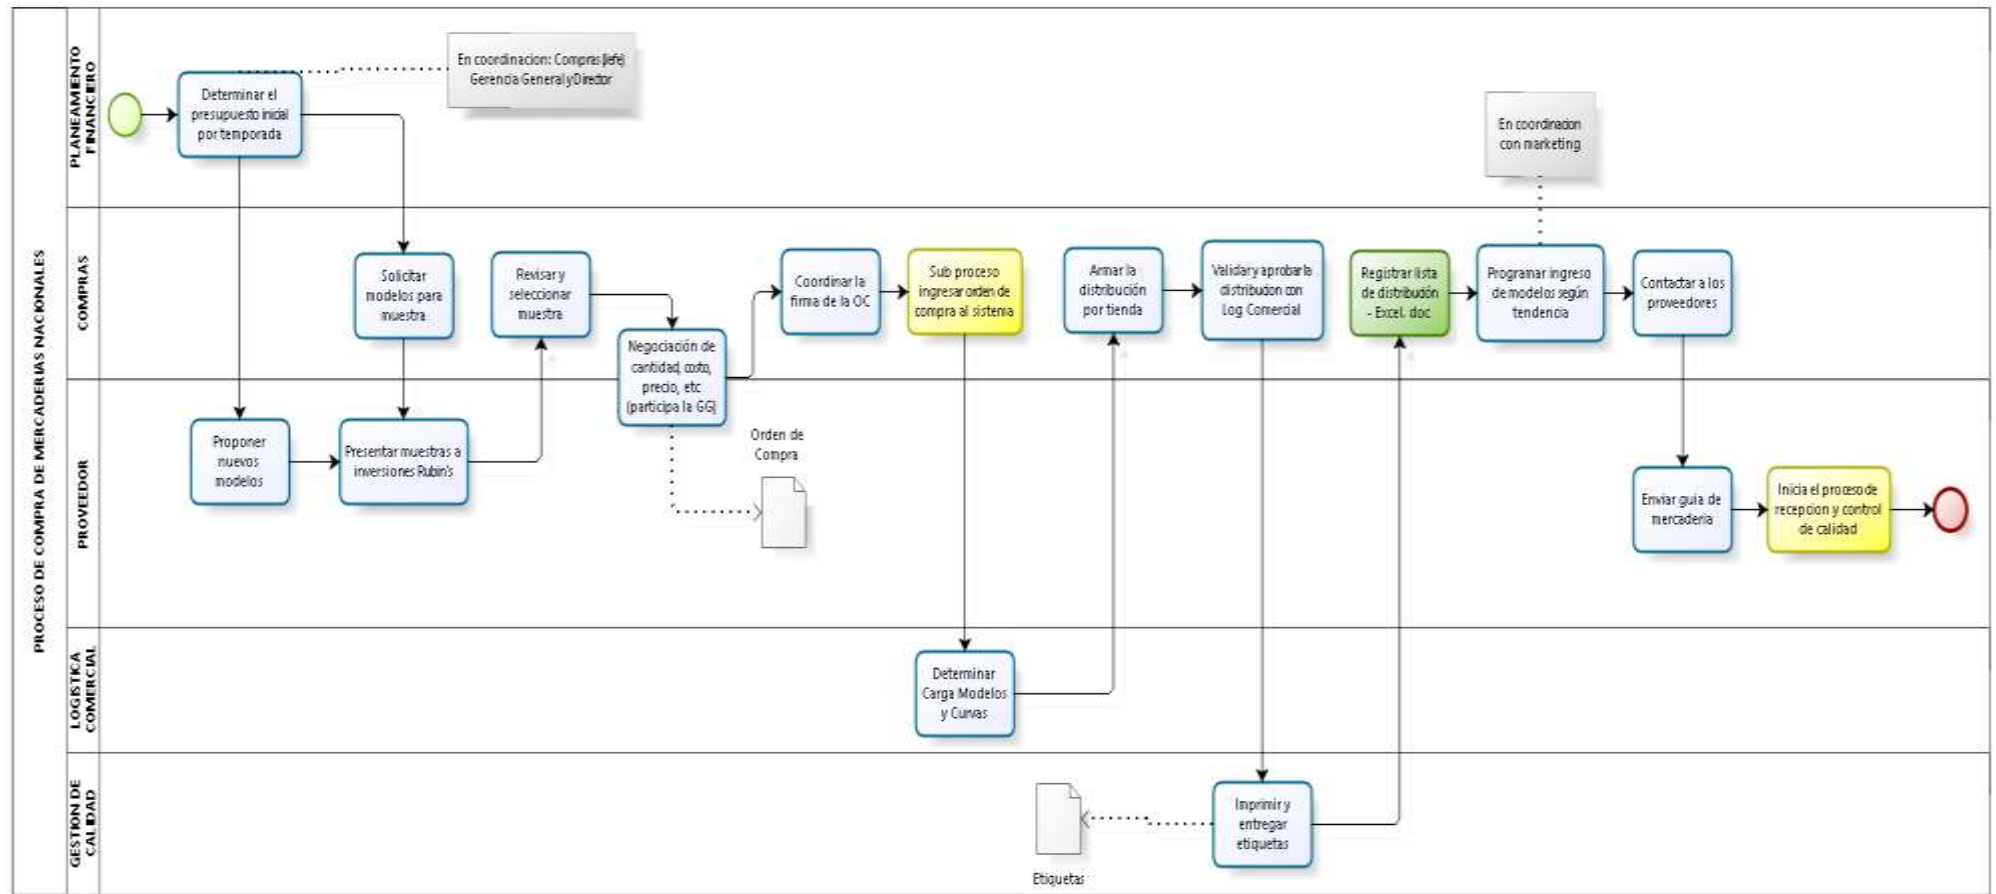 PROCESO DE COMPRA DE MERCADERIAS NACIONALES
PLANEAMIENTO
FINANCIERO
Determinar el
presupuesto inicial
por temporada
En coordinacion: Compras (Jefe)
Gerencia General y Director
En coordinacion
con marketing
COMPRAS
Solicitar
modelos para
muestra
Revisar y
seleccionar
muestra
Negociación de
cantidad, costo,
precio, etc
(participa la GG)
Coordinar la
firma de la OC
Sub proceso
ingresar orden de
compra al sistema
Armar la
distribución
por tienda
Validar y aprobar la
distribucion con
Log Comercial
Registrar lista
de distribución
- Excel. doc
Programar ingreso
de modelos según
tendencia
Contactar a los
proveedores
PROVEEDOR
Proponer
nuevos
modelos
Presentar muestras a
inversiones Rubin's
Orden de
Compra
Enviar guia de
mercaderia
Inicia el proceso de
recepcion y control
de calidad
LOGISTICA
COMERCIAL
Determinar
Carga Modelos
y Curvas
GESTION DE
CALIDAD
Imprimir y
entregar
etiquetas
Etiquetas